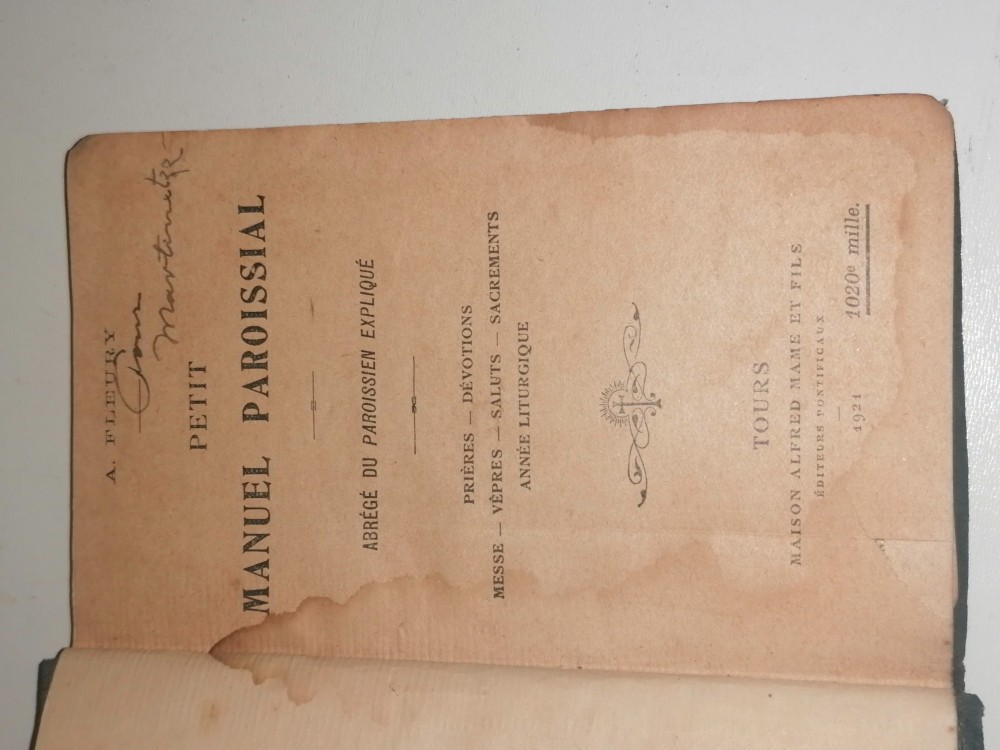 A. FLEURY
PETIT
MANUEL PAROISSIAL
ABRÉGÉ DU PAROISSIEN EXPLIQUÉ
PRIÈRES — DÉVOTIONS
MESSE — VÊPRES — SALUTS — SACREMENTS
ANNÉE LITURGIQUE
TOURS
MAISON ALFRED MAME ET FILS
ÉDITEURS PONTIFICAUX
1921
1020e mille.